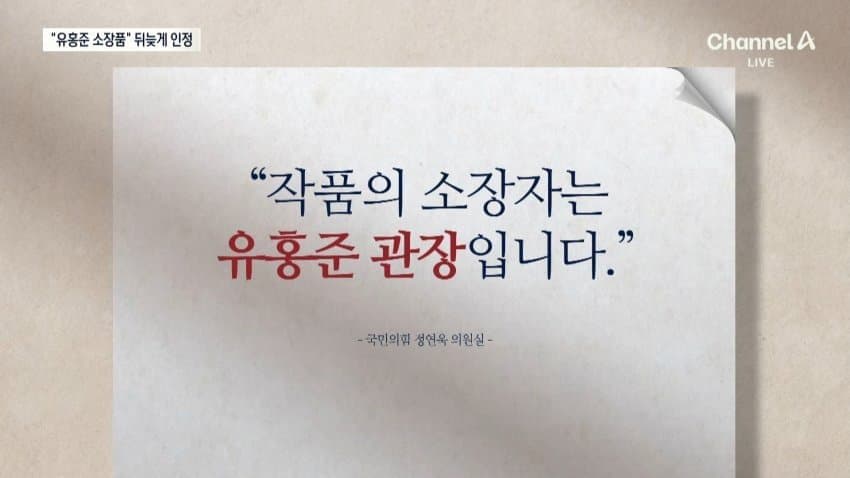 "유홍준 소장품" 뒤늦게 인정
Channel A
LIVE
“작품의 소장자는
유홍준 관장입니다.”
- 국민의힘 정연욱 의원실 -